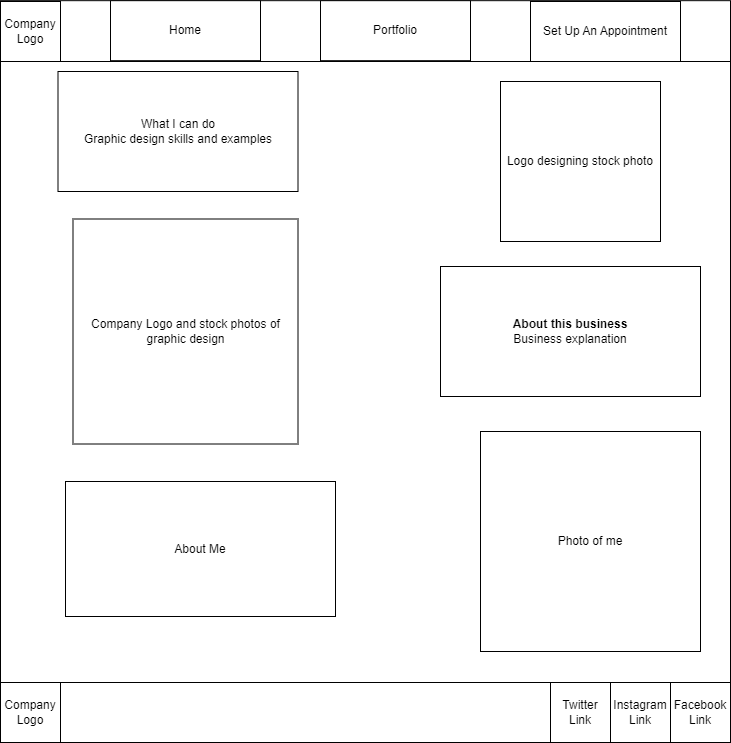 Company
Logo
Home
Portfolio
Set Up An Appointment
What I can do
Graphic design skills and examples
Logo designing stock photo
Company Logo and stock photos of
graphic design
About this business
Business explanation
About Me
Photo of me
Company
Logo
Twitter
Link
Instagram
Link
Facebook
Link